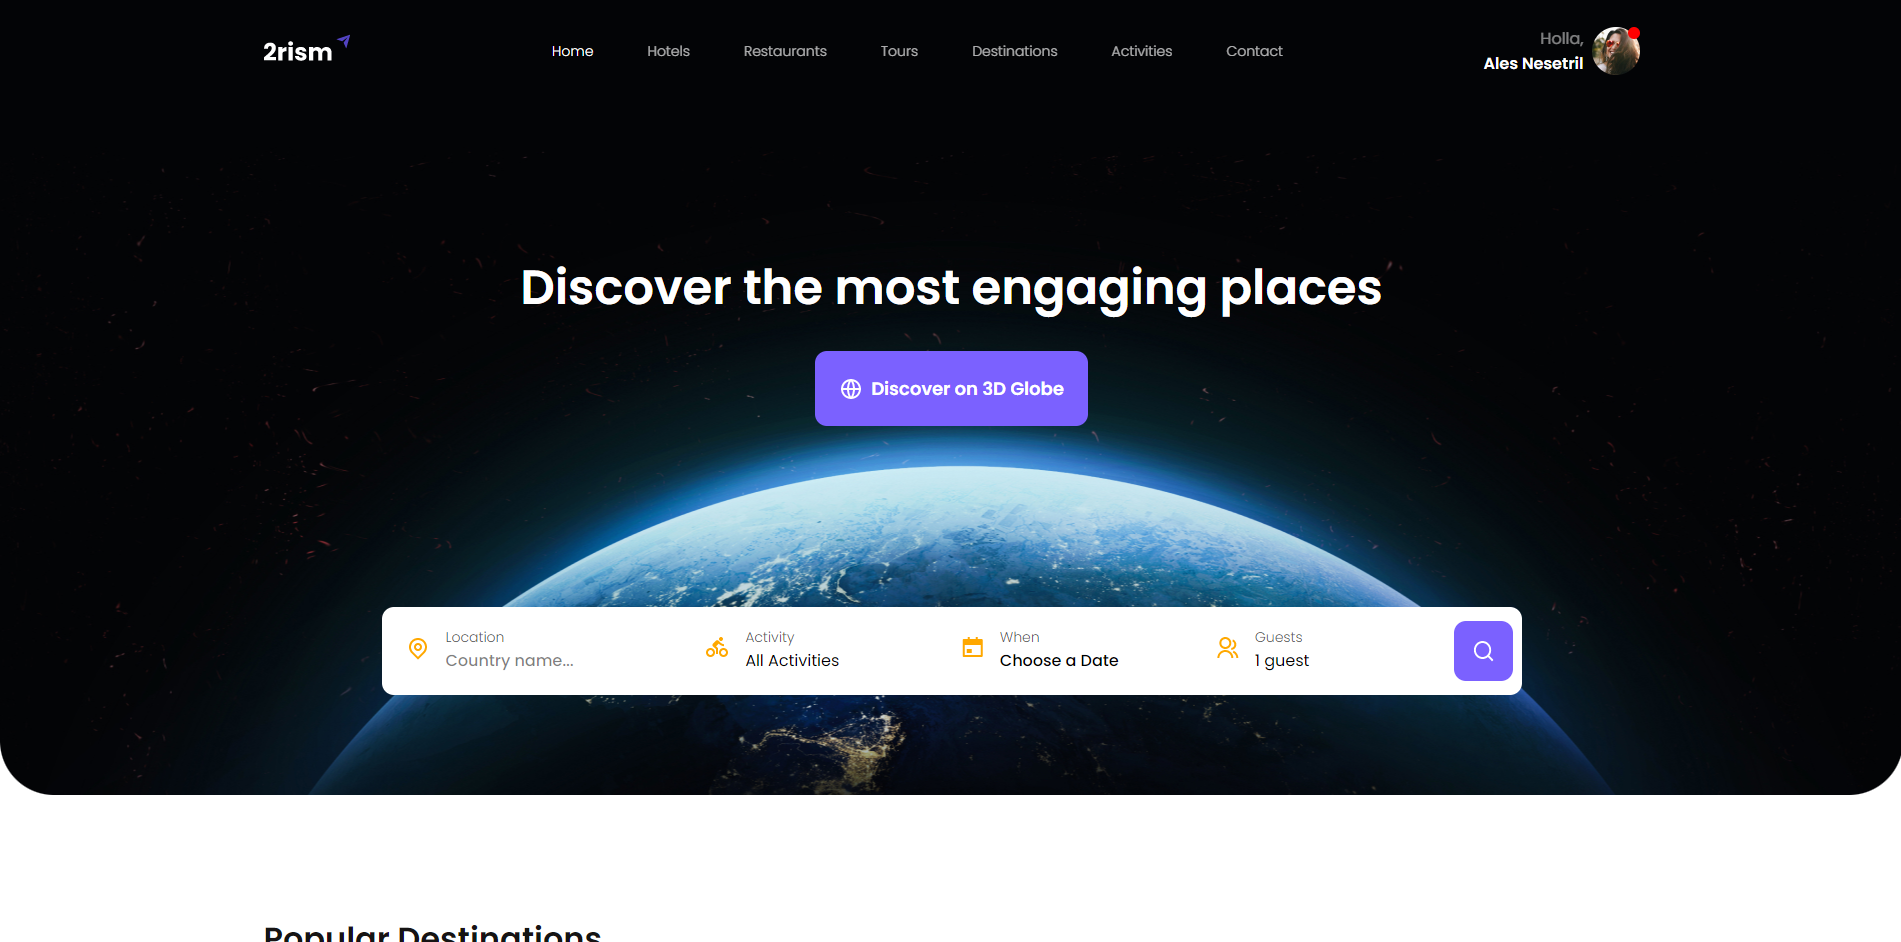 2rism
Home
Hotels
Restaurants
Tours
Destinations
Activities
Contact
Holla,
Ales Nesetril
Discover the most engaging places
Discover on 3D Globe
Location
Country name...
Activity
All Activities
When
Choose a Date
Guests
1 guest
Popular Destinations